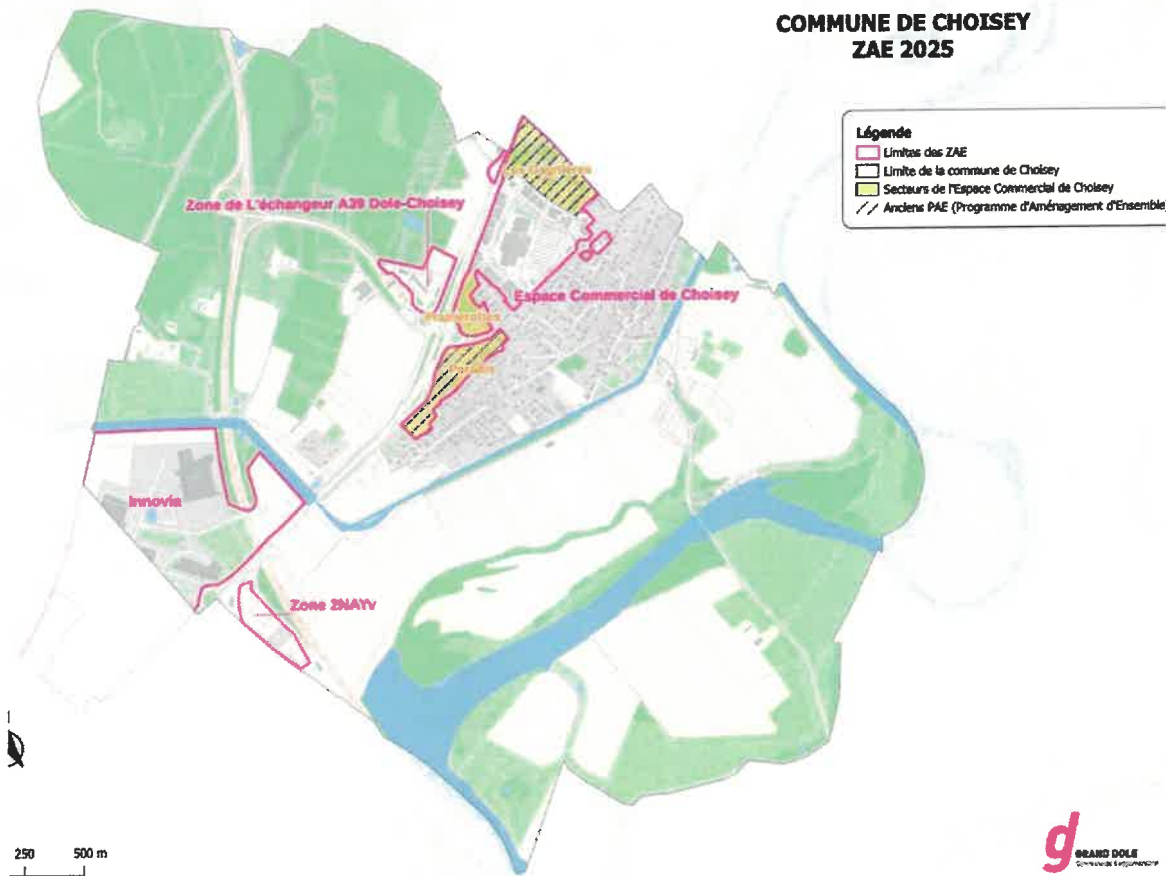 COMMUNE DE CHOISEY
ZAE 2025
Légende
Limites des ZAE
Limite de la commune de Choisey
Secteurs de l'Espace Commercial de Choisey
Anciens PAE (Programme d'Aménagement d'Ensemble)
Zone de L'échangeur A39 Dole-Choisey
Espace Commercial de Choisey
Innovia
Zone 2NAYv
250 500 m
GRAND DOLE